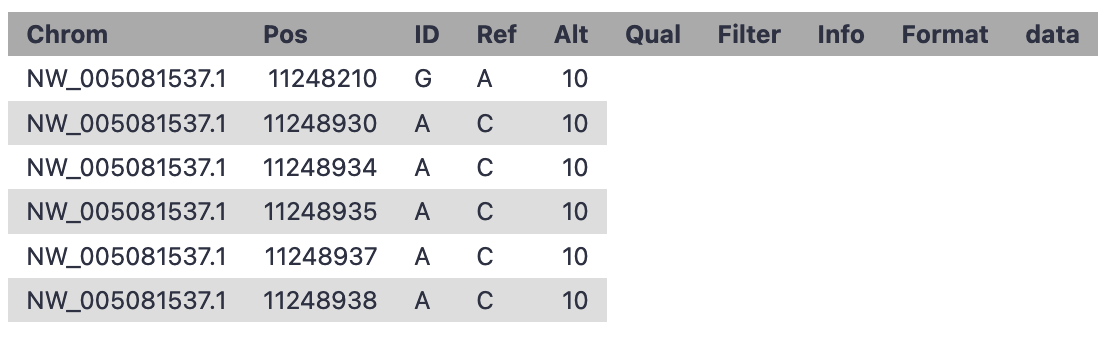 Chrom Pos ID Ref Alt Qual Filter Info Format data
NW_005081537.1 11248210 G A 10
NW_005081537.1 11248930 A C 10
NW_005081537.1 11248934 A C 10
NW_005081537.1 11248935 A C 10
NW_005081537.1 11248937 A C 10
NW_005081537.1 11248938 A C 10